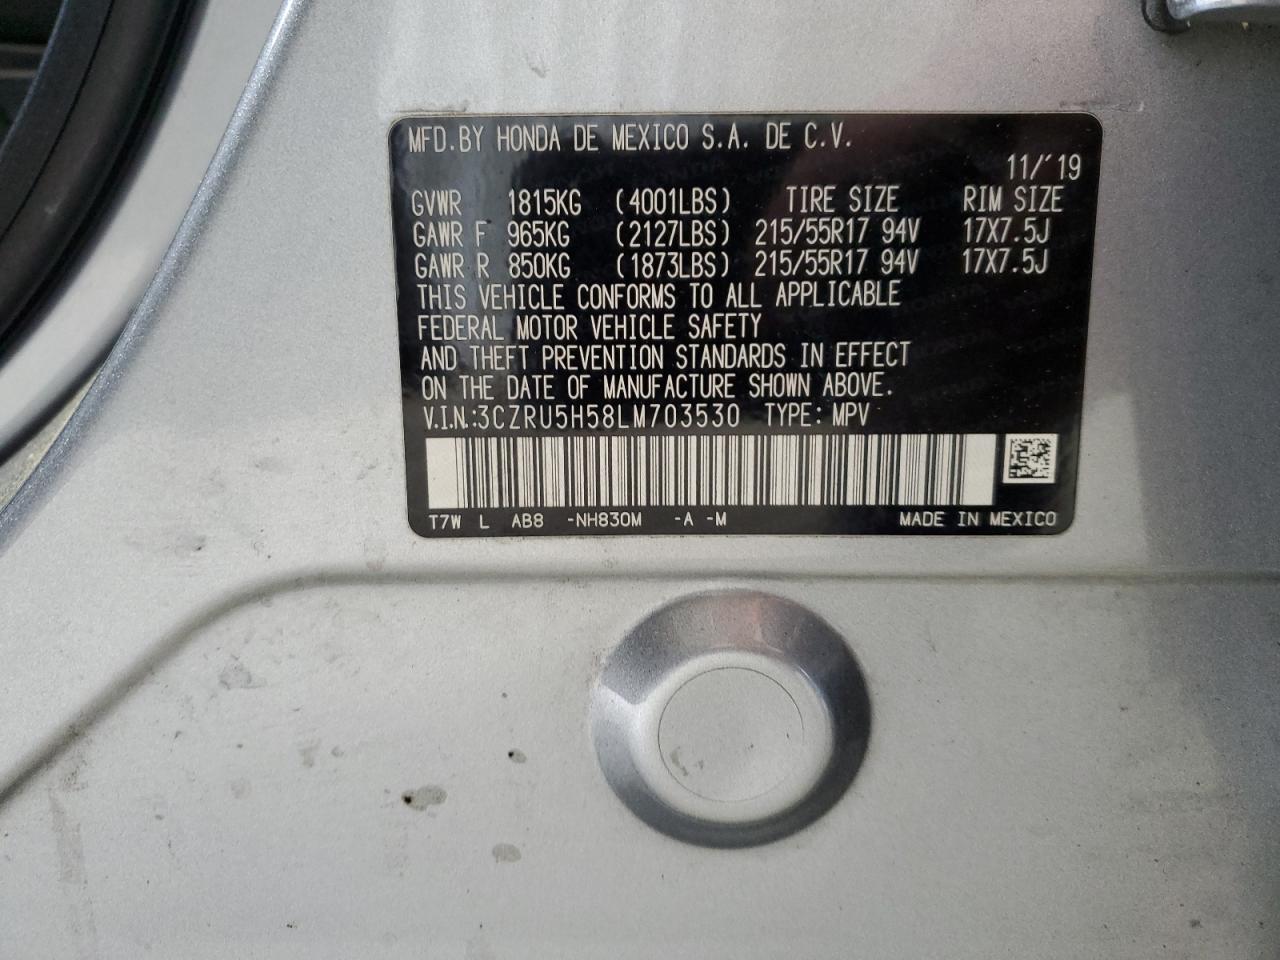 MFD. BY HONDA DE MEXICO S.A. DE C.V.
11/'19
GVWR 1815KG (4001LBS) TIRE SIZE RIM SIZE
GAWR F 965KG (2127LBS) 215/55R17 94V 17X7.5J
GAWR R 850KG (1873LBS) 215/55R17 94V 17X7.5J
THIS VEHICLE CONFORMS TO ALL APPLICABLE
FEDERAL MOTOR VEHICLE SAFETY
AND THEFT PREVENTION STANDARDS IN EFFECT
ON THE DATE OF MANUFACTURE SHOWN ABOVE.
V.I.N.:3CZRU5H58LM703530 TYPE: MPV
T7W L AB8 -NH830M -A -M MADE IN MEXICO